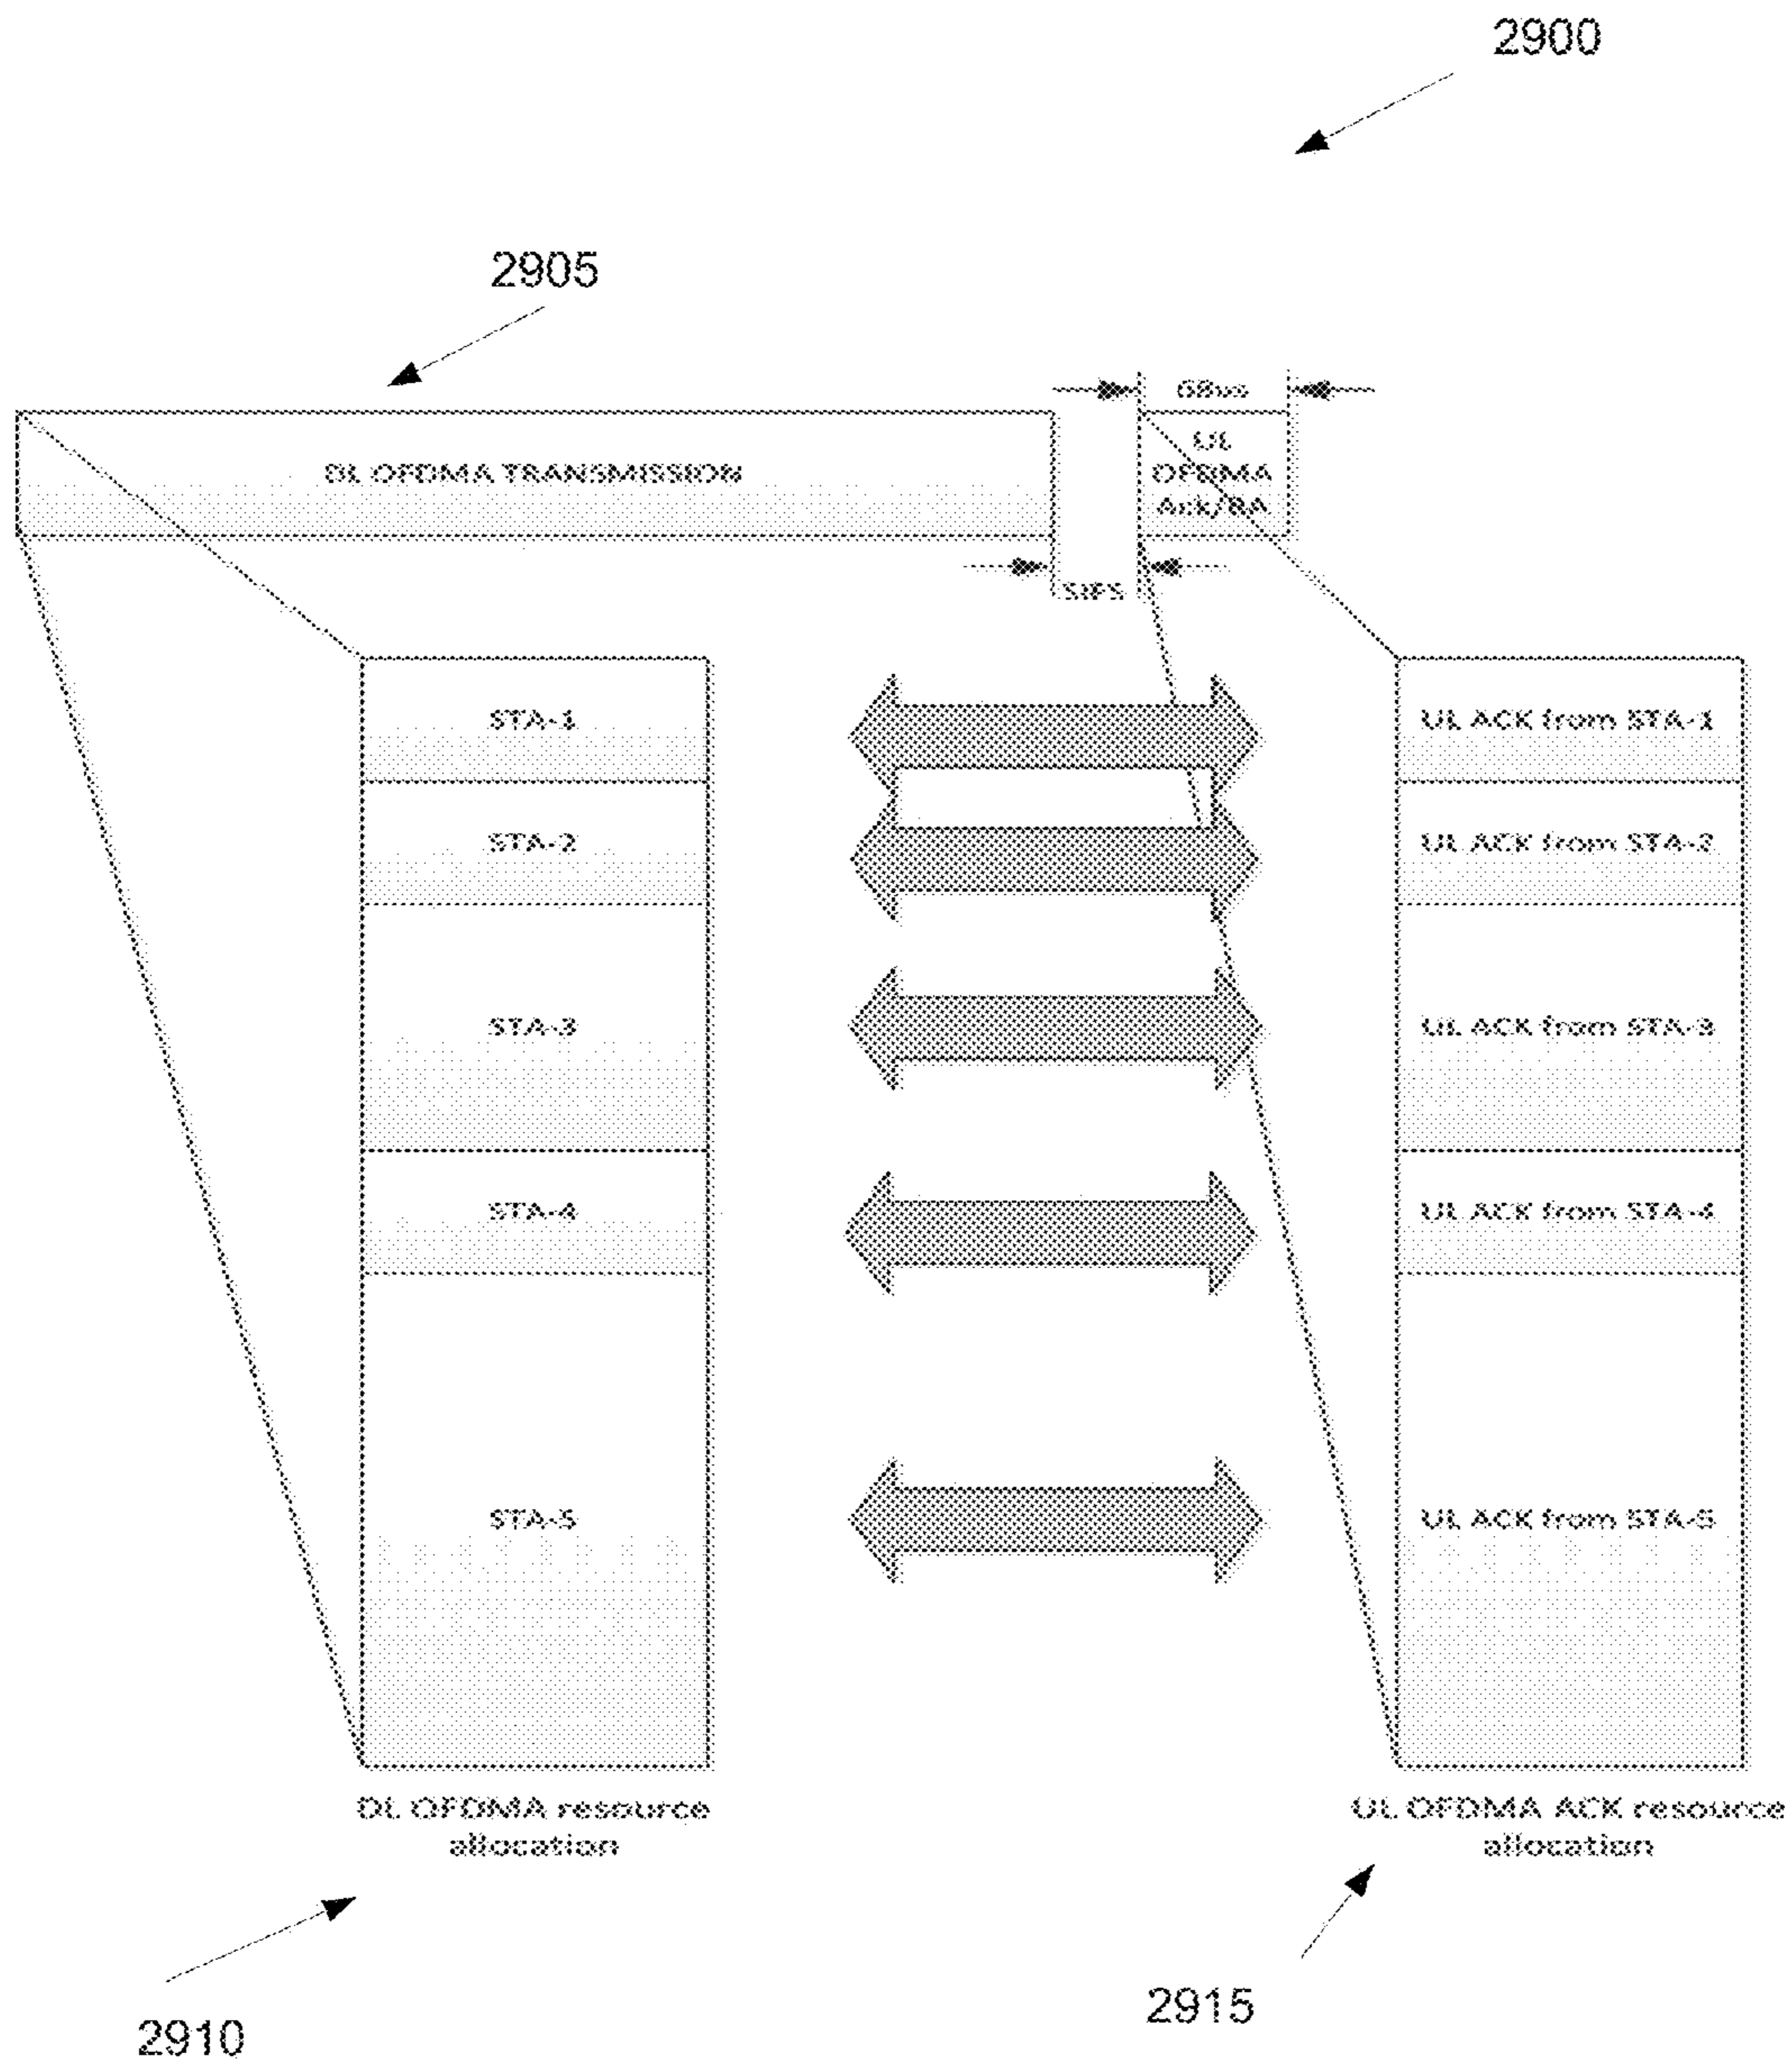 2900
2905
68us
DL OFDMA TRANSMISSION
UL
OFDMA
Ack/BA
SIFS
STA-1
UL ACK from STA-1
STA-2
UL ACK from STA-2
STA-3
UL ACK from STA-3
STA-4
UL ACK from STA-4
STA-5
UL ACK from STA-5
DL OFDMA resource
allocation
UL OFDMA ACK resource
allocation
2910
2915